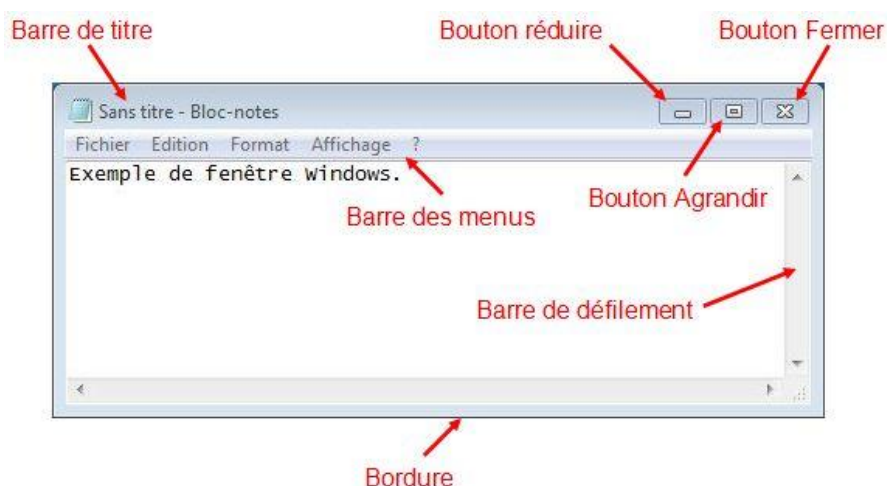 Barre de titre
Bouton réduire
Bouton Fermer
Sans titre - Bloc-notes
Fichier Edition Format Affichage ?
Exemple de fenêtre Windows.
Bouton Agrandir
Barre des menus
Barre de défilement
Bordure